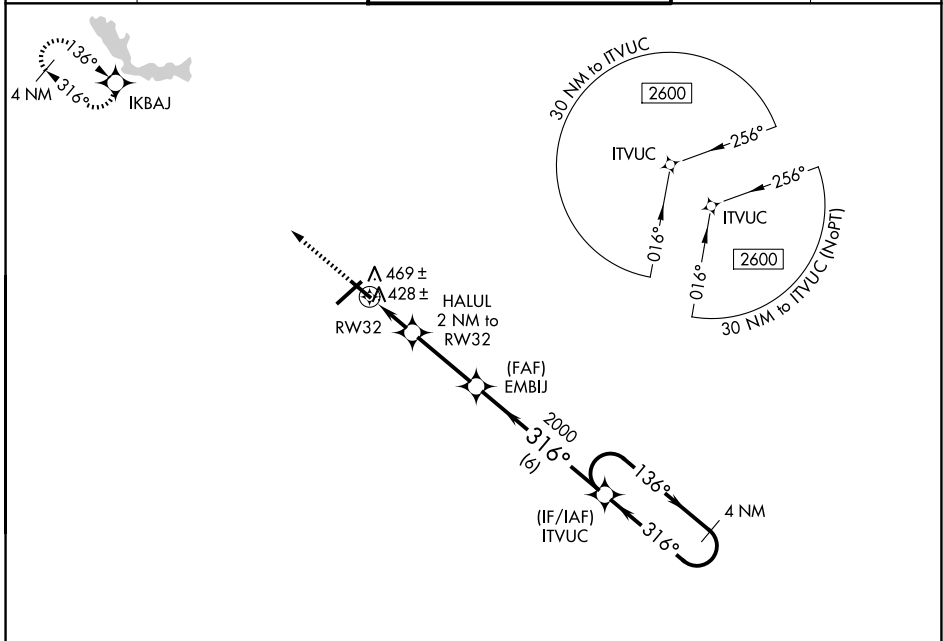 136°
316°
4 NM
IKBAJ
30 NM to ITVUC
2600
ITVUC
256°
016°
256°
ITVUC
2600
016°
30 NM to ITVUC (NoPT)
469 ±
428 ±
RW32
HALUL
2 NM to
RW32
(FAF)
EMBIJ
2000
316°
(6)
(IF/IAF)
ITVUC
136°
316°
4 NM